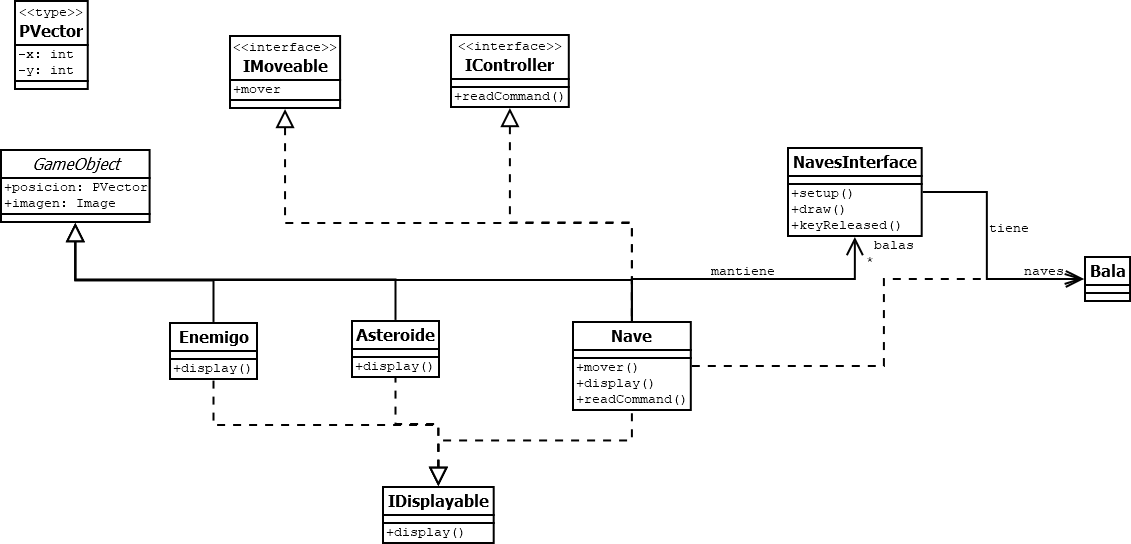 <<type>>
PVector
-x: int
-y: int
<<interface>>
IMoveable
+mover
<<interface>>
IController
+readCommand()
GameObject
+posicion: PVector
+imagen: Image
NavesInterface
+setup()
+draw()
+keyReleased()
tiene
balas
*
mantiene
naves
Bala
Enemigo
+display()
Asteroide
+display()
Nave
+mover()
+display()
+readCommand()
IDisplayable
+display()